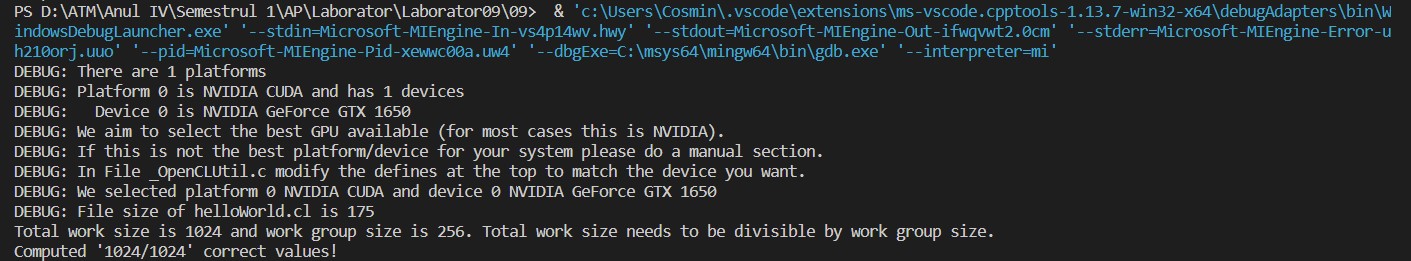 PS D:\ATM\Anul IV\Semestrul 1\AP\Laborator\Laborator09\09>  & 'c:\Users\Cosmin\.vscode\extensions\ms-vscode.cpptools-1.13.7-win32-x64\debugAdapters\bin\W
indowsDebugLauncher.exe' '--stdin=Microsoft-MIEngine-In-vs4p14wv.hwy' '--stdout=Microsoft-MIEngine-Out-ifwqvwt2.0cm' '--stderr=Microsoft-MIEngine-Error-u
h210orj.uuo' '--pid=Microsoft-MIEngine-Pid-xewwc00a.uw4' '--dbgExe=C:\msys64\mingw64\bin\gdb.exe' '--interpreter=mi'
DEBUG: There are 1 platforms
DEBUG: Platform 0 is NVIDIA CUDA and has 1 devices
DEBUG:   Device 0 is NVIDIA GeForce GTX 1650
DEBUG: We aim to select the best GPU available (for most cases this is NVIDIA).
DEBUG: If this is not the best platform/device for your system please do a manual section.
DEBUG: In File _OpenCLUtil.c modify the defines at the top to match the device you want.
DEBUG: We selected platform 0 NVIDIA CUDA and device 0 NVIDIA GeForce GTX 1650
DEBUG: File size of helloWorld.cl is 175
Total work size is 1024 and work group size is 256. Total work size needs to be divisible by work group size.
Computed '1024/1024' correct values!